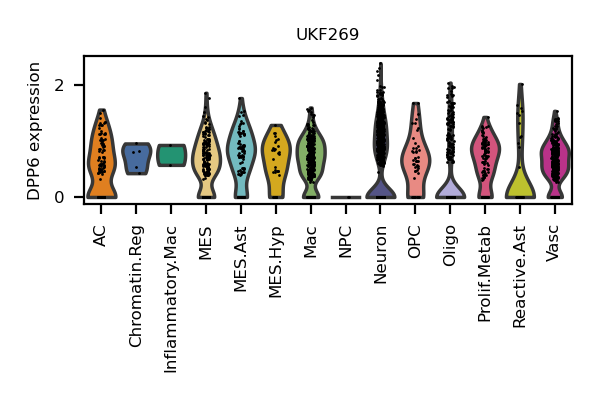 UKF269
DPP6 expression
2
0
AC
Chromatin.Reg
Inflammatory.Mac
MES
MES.Ast
MES.Hyp
Mac
NPC
Neuron
OPC
Oligo
Prolif.Metab
Reactive.Ast
Vasc